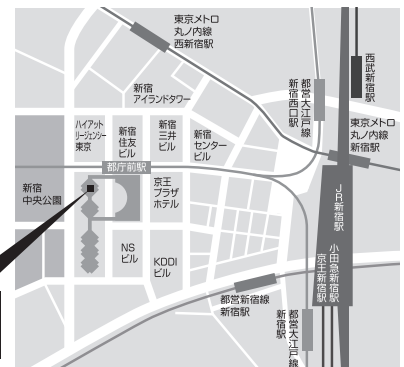 東京メトロ
丸ノ内線
西新宿駅
西武新宿駅
都営大江戸線
新宿西口駅
新宿
アイランドタワー
ハイアット
リージェンシー
東京
新宿
住友
ビル
新宿
三井
ビル
新宿
センター
ビル
東京メトロ
丸ノ内線
新宿駅
都庁前駅
新宿
中央公園
京王
プラザ
ホテル
JR新宿駅
小田急新宿駅
京王新宿駅
NS
ビル
KDDI
ビル
都営新宿線
新宿駅
都営大江戸線
新宿駅